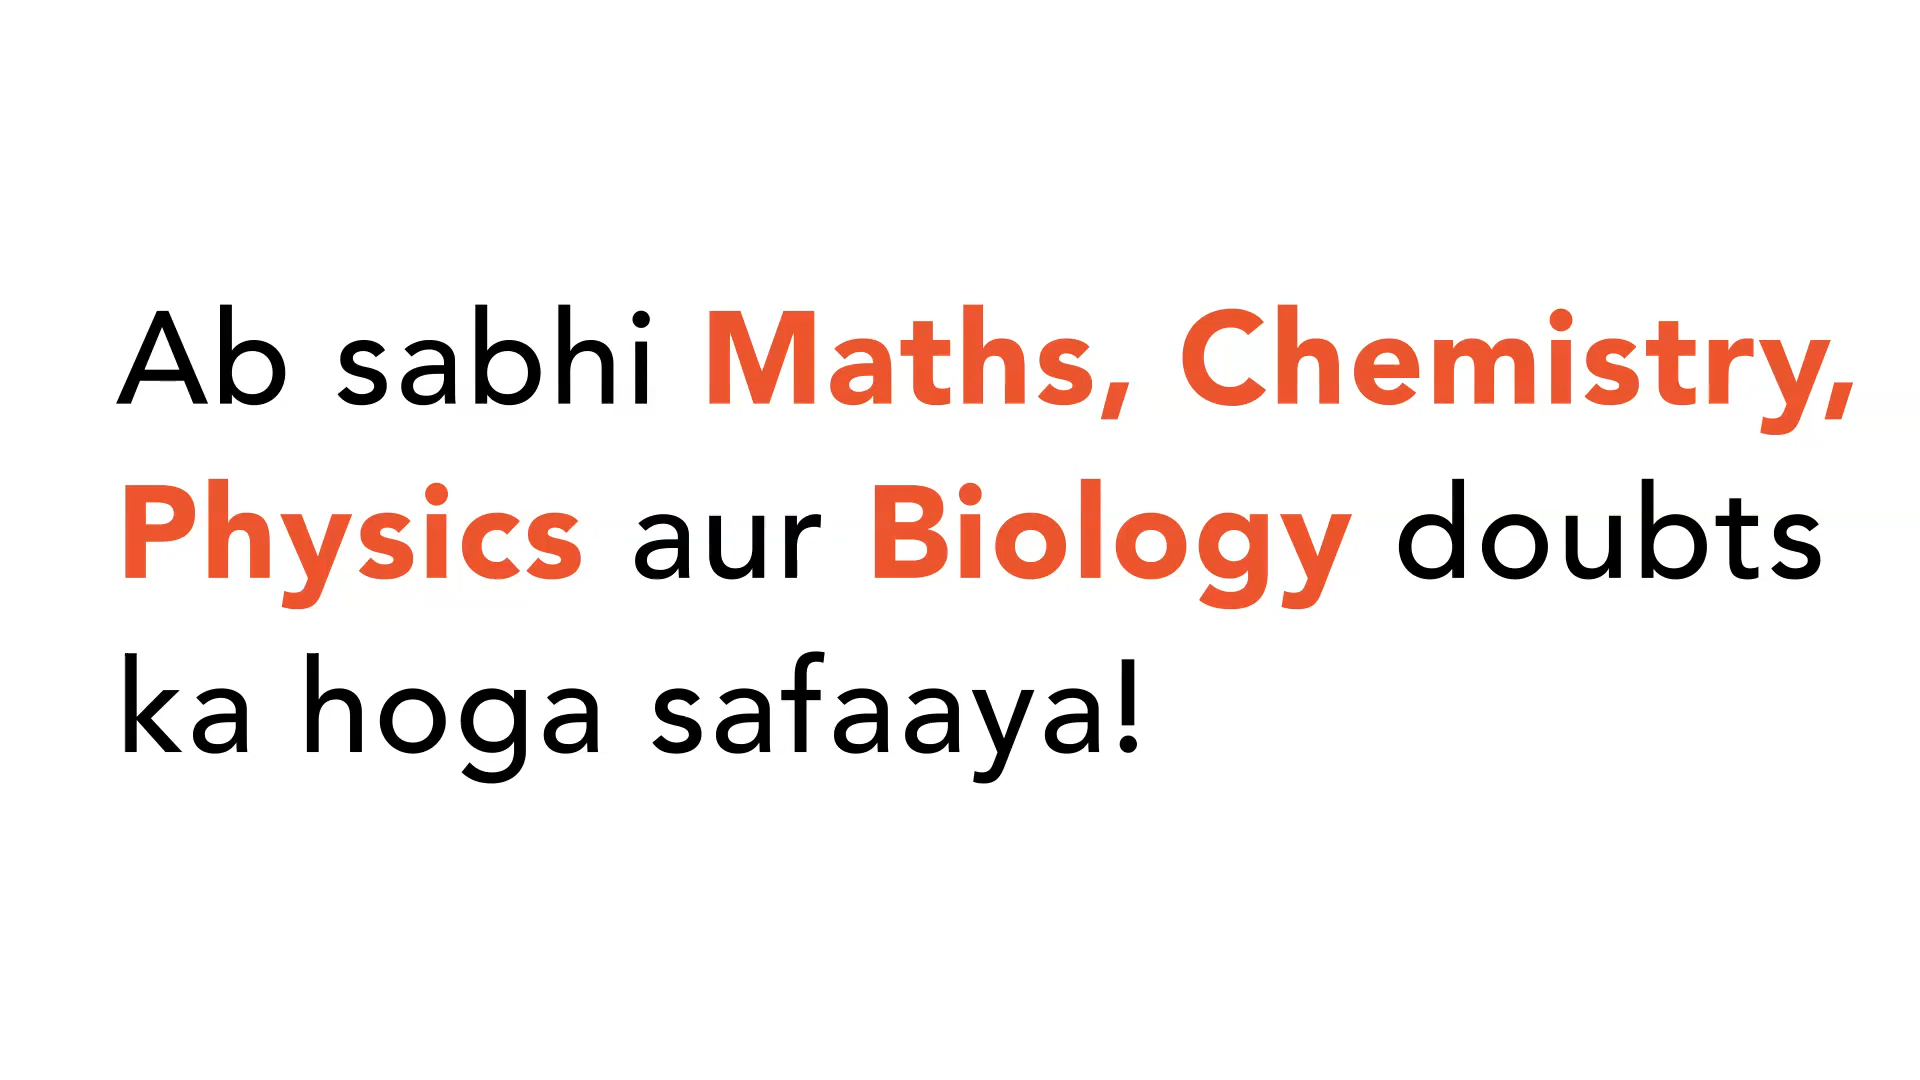 Ab sabhi Maths, Chemistry,
Physics aur Biology doubts
ka hoga safaaya!